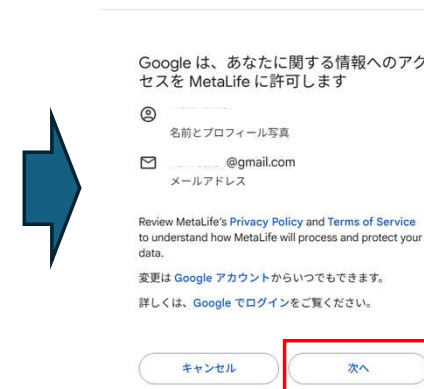 Google は、あなたに関する情報へのアク
セスを MetaLife に許可します
名前とプロフィール写真
@gmail.com
メールアドレス
Review MetaLife's Privacy Policy and Terms of Service
to understand how MetaLife will process and protect your
data.
変更は Google アカウントからいつでもできます。
詳しくは、Google でログインをご覧ください。
キャンセル
次へ